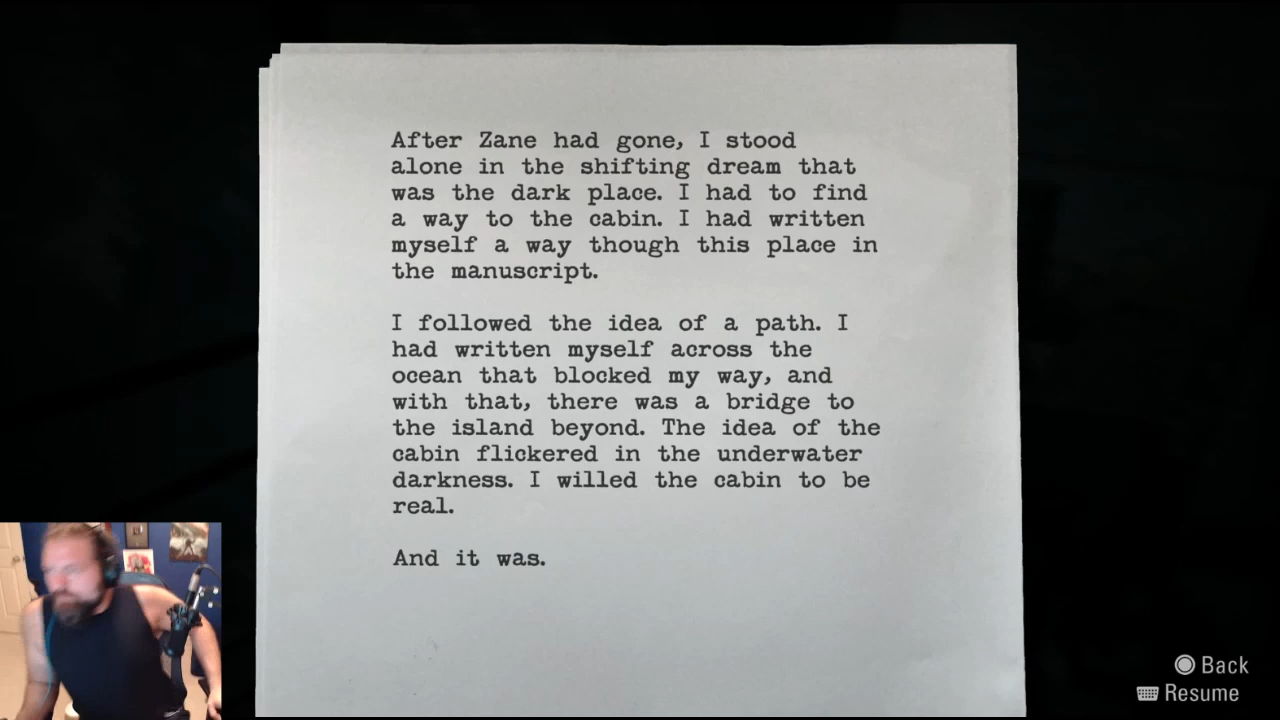 After Zane had gone, I stood
alone in the shifting dream that
was the dark place. I had to find
a way to the cabin. I had written
myself a way though this place in
the manuscript.
I followed the idea of a path. I
had written myself across the
ocean that blocked my way, and
with that, there was a bridge to
the island beyond. The idea of the
cabin flickered in the underwater
darkness. I willed the cabin to be
real.
And it was.
Back
Resume